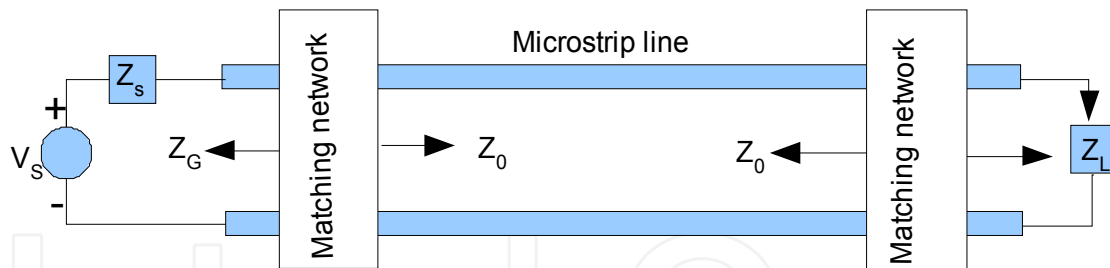 Microstrip line
Matching network
Matching network
Z_s
+
V_S
-
Z_G
Z_0
Z_0
Z_L